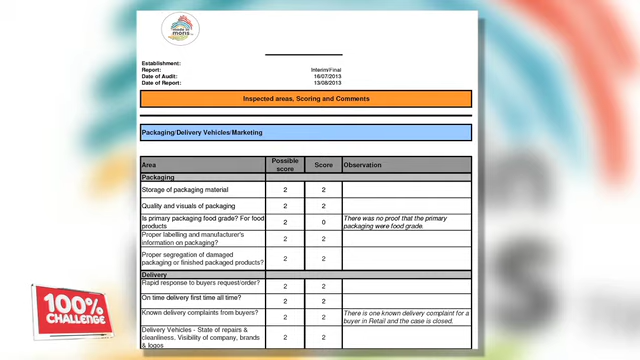 made in
moris
Establishment:
Report: Interim/Final
Date of Audit: 16/07/2013
Date of Report: 13/08/2013
Inspected areas, Scoring and Comments
Packaging/Delivery Vehicles/Marketing
Area Possible score Score Observation
Packaging
Storage of packaging material 2 2
Quality and visuals of packaging 2 2
Is primary packaging food grade? For food products 2 0 There was no proof that the primary packaging were food grade.
Proper labelling and manufacturer's information on packaging? 2 2
Proper segregation of damaged packaging or finished packaged products? 2 2
Delivery
Rapid response to buyers request/order? 2 2
On time delivery first time all time? 2 2
Known delivery complaints from buyers? 2 2 There is one known delivery complaint for a buyer in Retail and the case is closed.
Delivery Vehicles - State of repairs & cleanliness. Visibility of company, brands & logos 2 2
100%
CHALLENGE